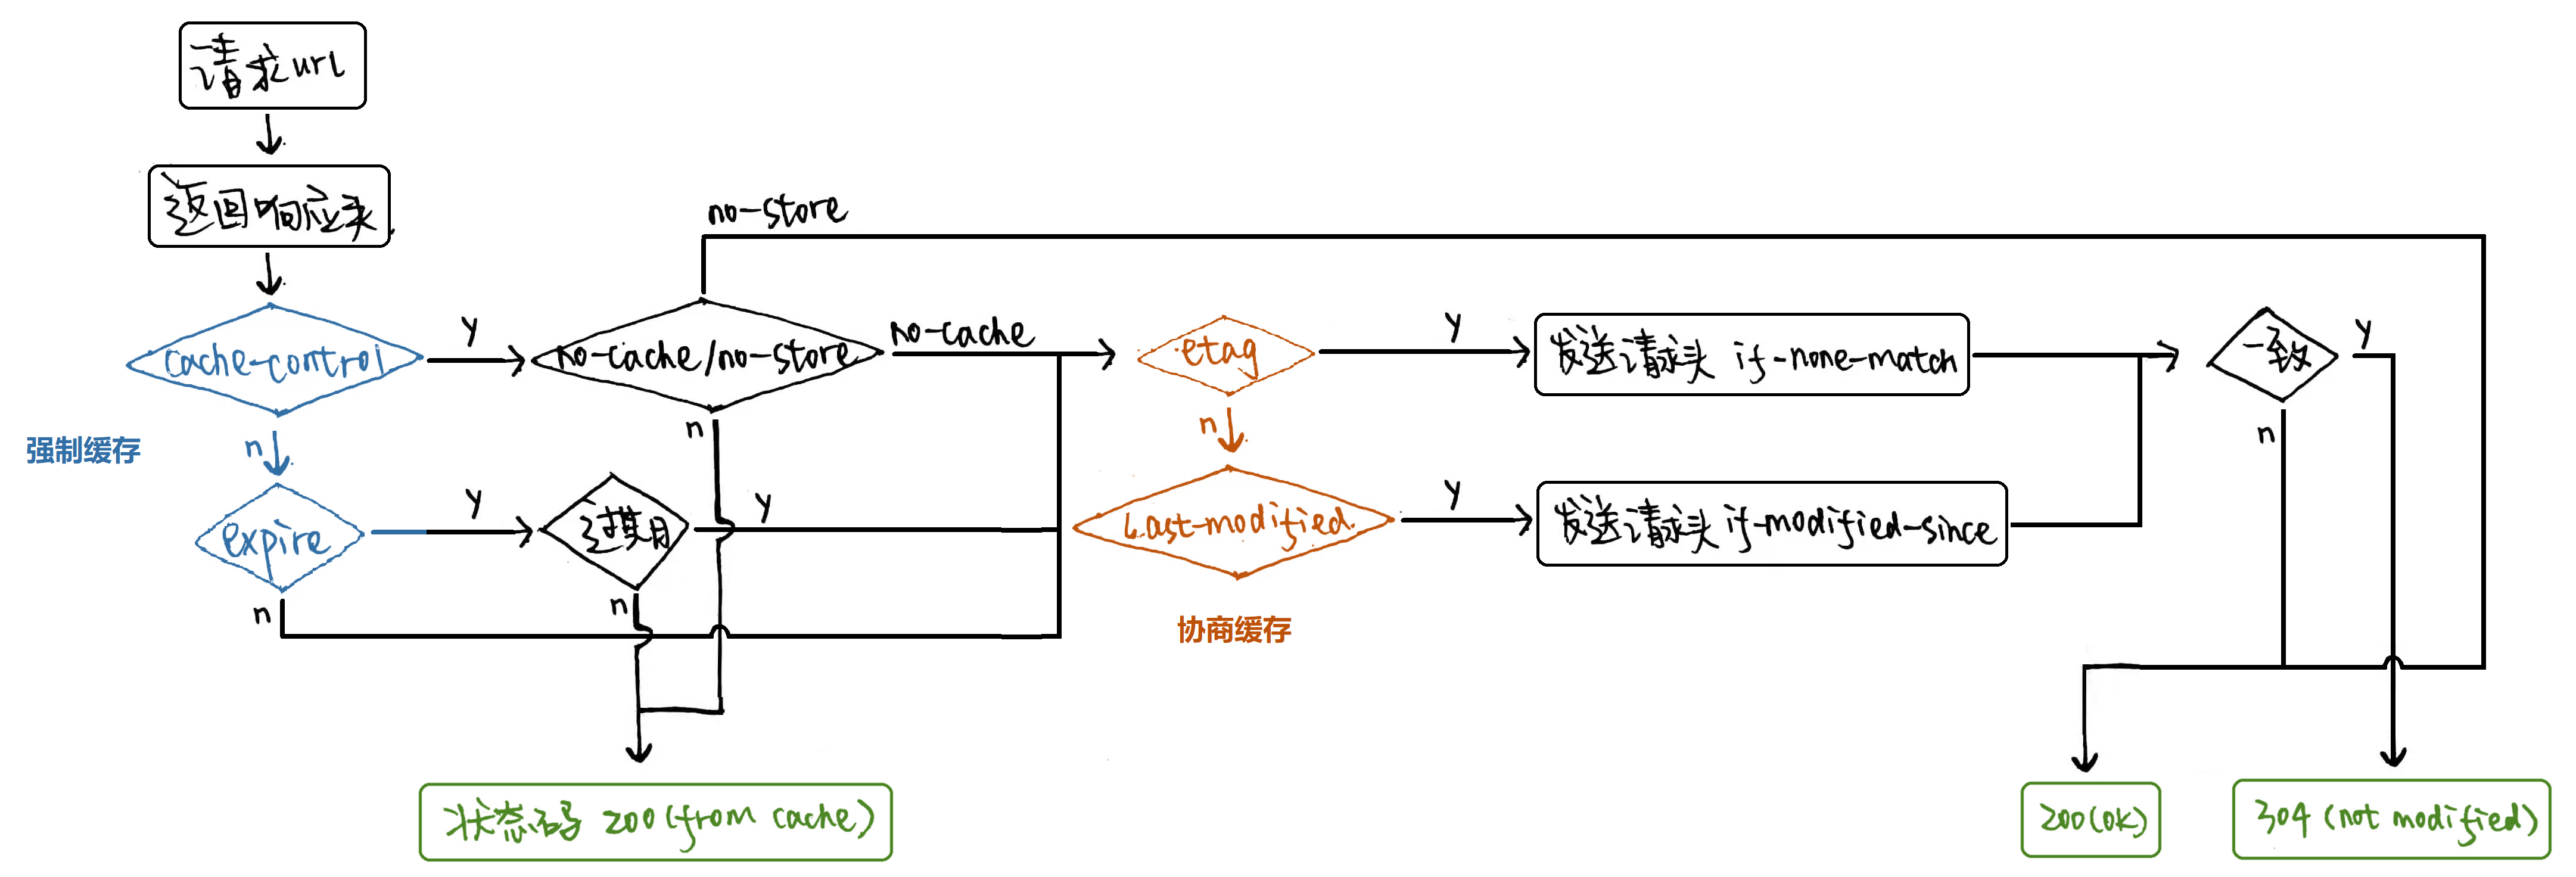 请求url
返回响应头
no-store
cache-control
y
no-cache/no-store
no-cache
etag
y
发送请求头 if-none-match
一致
y
强制缓存
n
n
n
n
expire
y
过期
y
Last-modified
y
发送请求头 if-modified-since
n
n
协商缓存
状态码 200(from cache)
200(ok)
304(not modified)